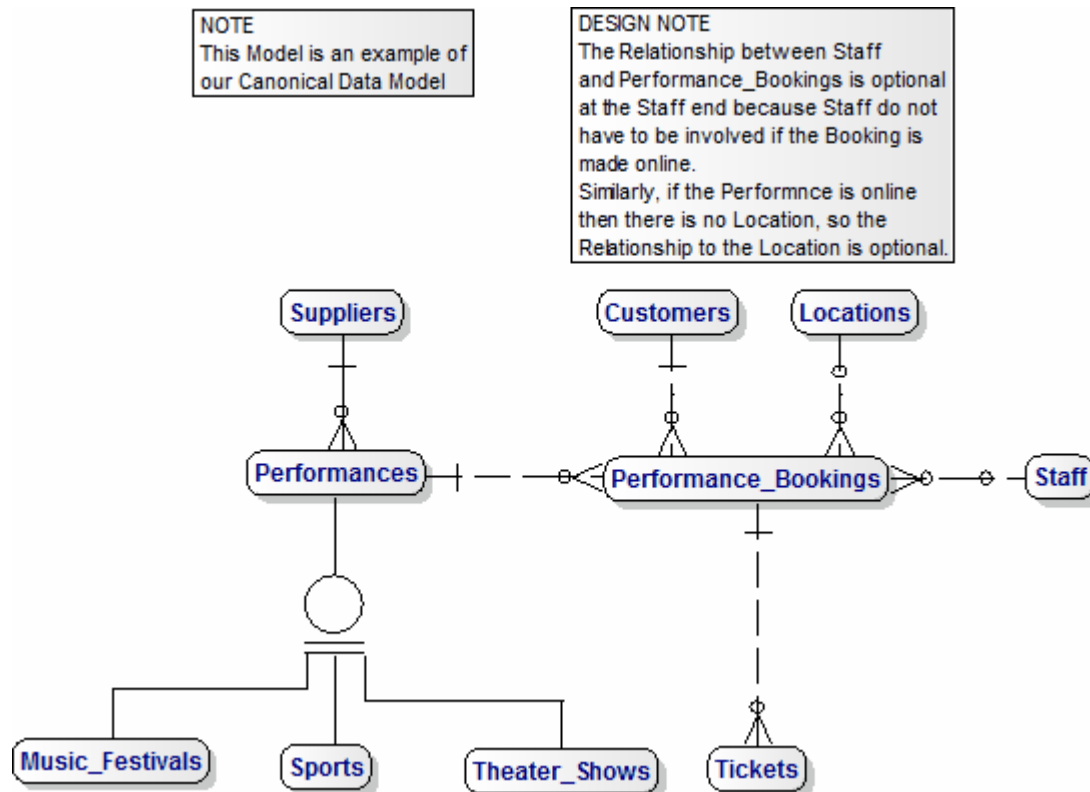 NOTE
This Model is an example of
our Canonical Data Model
DESIGN NOTE
The Relationship between Staff
and Performance_Bookings is optional
at the Staff end because Staff do not
have to be involved if the Booking is
made online.
Similarly, if the Performnce is online
then there is no Location, so the
Relationship to the Location is optional.
Suppliers
Customers
Locations
Performances
Performance_Bookings
Staff
Music_Festivals
Sports
Theater_Shows
Tickets